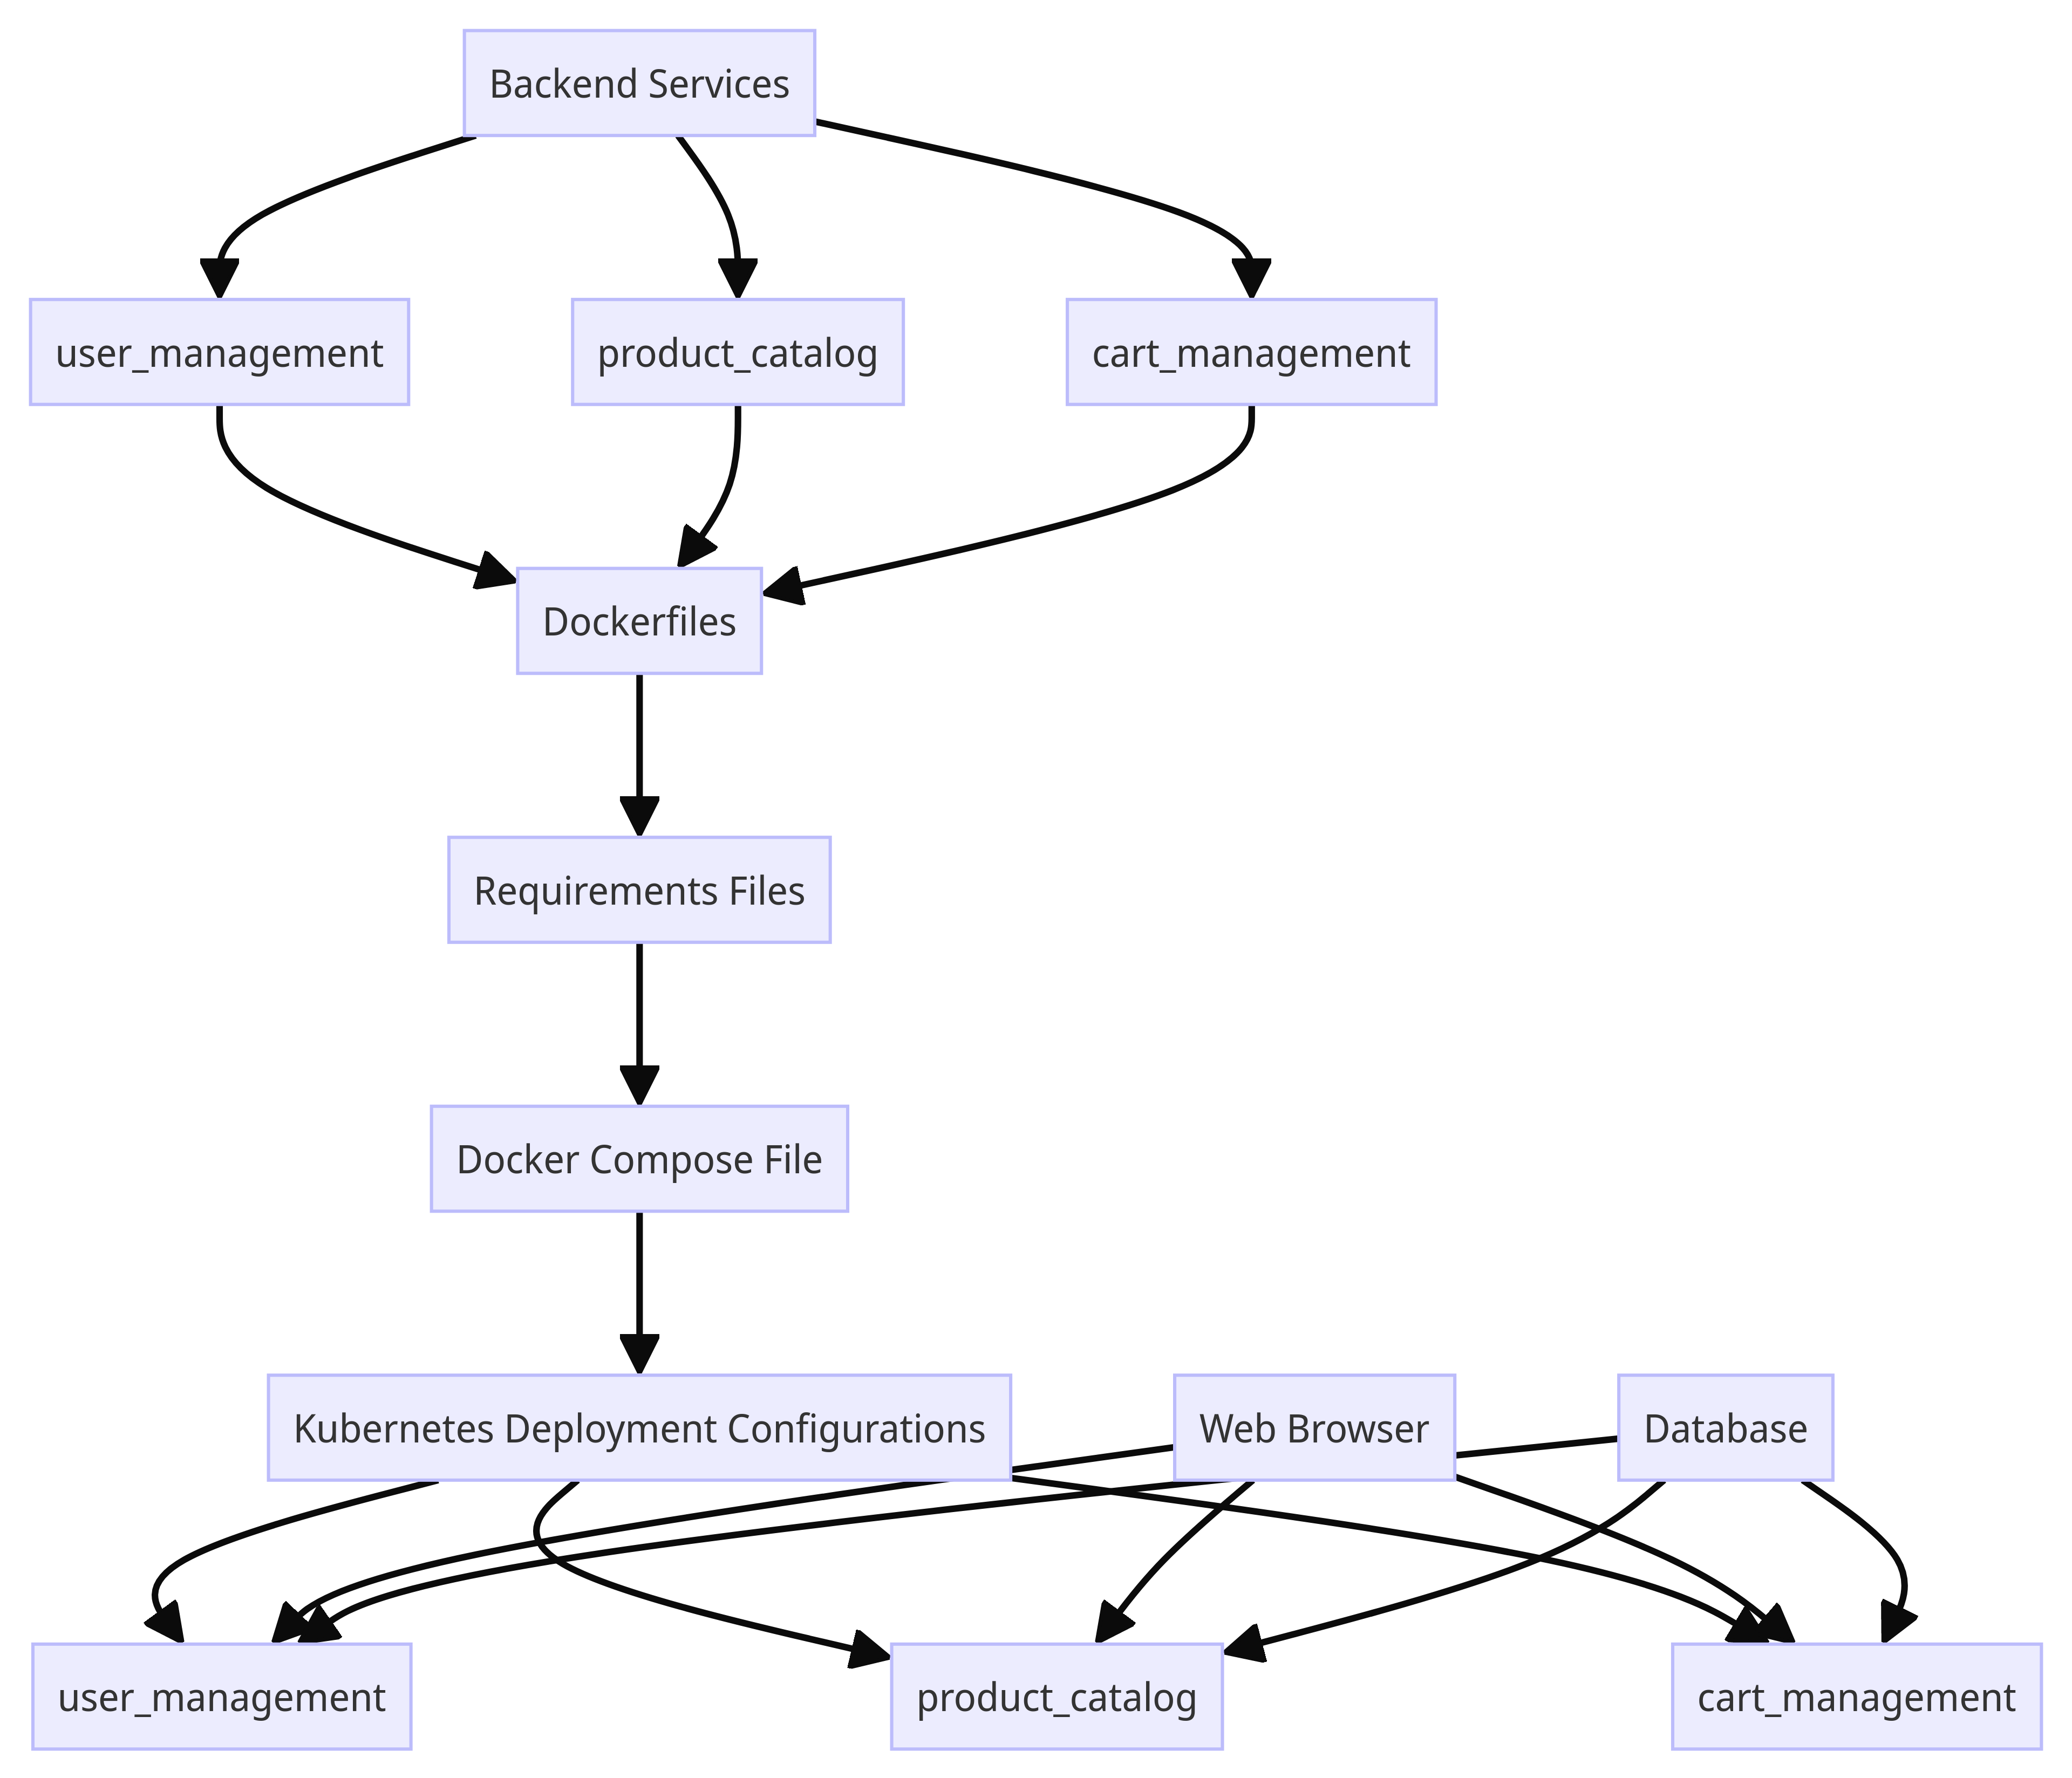 Backend Services
user_management
product_catalog
cart_management
Dockerfiles
Requirements Files
Docker Compose File
Kubernetes Deployment Configurations
Web Browser
Database
user_management
product_catalog
cart_management